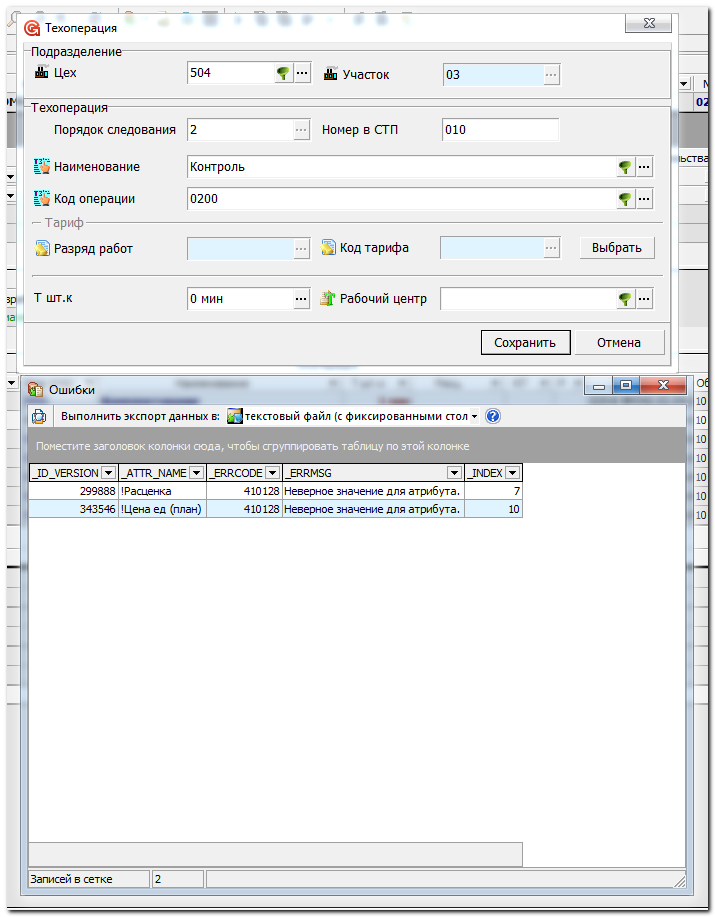 Техоперация
Подразделение
Цех 504 Участок 03
Техоперация
Порядок следования 2 Номер в СТП 010
Наименование Контроль
Код операции 0200
Тариф
Разряд работ Код тарифа Выбрать
Т шт.к 0 мин Рабочий центр
Сохранить Отмена
Ошибки
Выполнить экспорт данных в: текстовый файл (с фиксированными стол
Поместите заголовок колонки сюда, чтобы сгруппировать таблицу по этой колонке
_ID_VERSION _ATTR_NAME _ERRCODE _ERRMSG _INDEX
299888 !Расценка 410128 Неверное значение для атрибута. 7
343546 !Цена ед (план) 410128 Неверное значение для атрибута. 10
Записей в сетке 2